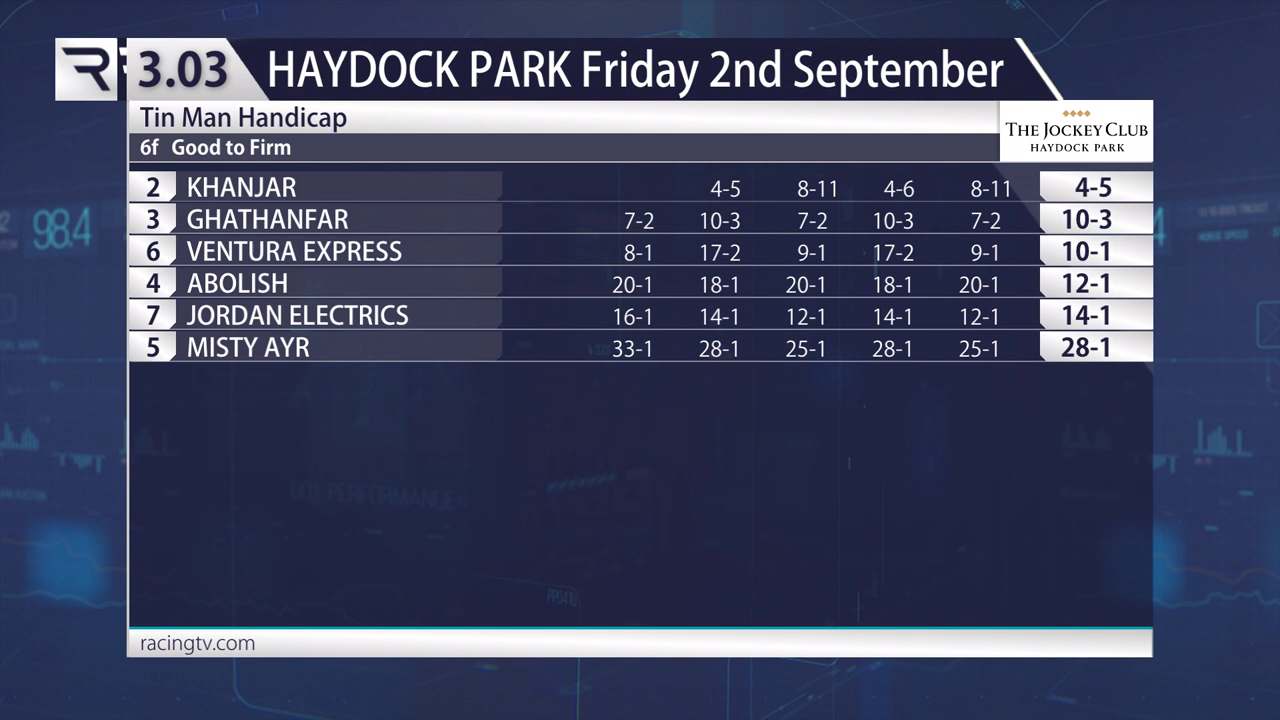 3.03 HAYDOCK PARK Friday 2nd September
Tin Man Handicap
THE JOCKEY CLUB
HAYDOCK PARK
6f Good to Firm
2 KHANJAR 4-5 8-11 4-6 8-11 4-5
3 GHATHANFAR 7-2 10-3 7-2 10-3 7-2 10-3
6 VENTURA EXPRESS 8-1 17-2 9-1 17-2 9-1 10-1
4 ABOLISH 20-1 18-1 20-1 18-1 20-1 12-1
7 JORDAN ELECTRICS 16-1 14-1 12-1 14-1 12-1 14-1
5 MISTY AYR 33-1 28-1 25-1 28-1 25-1 28-1
98.4
racingtv.com